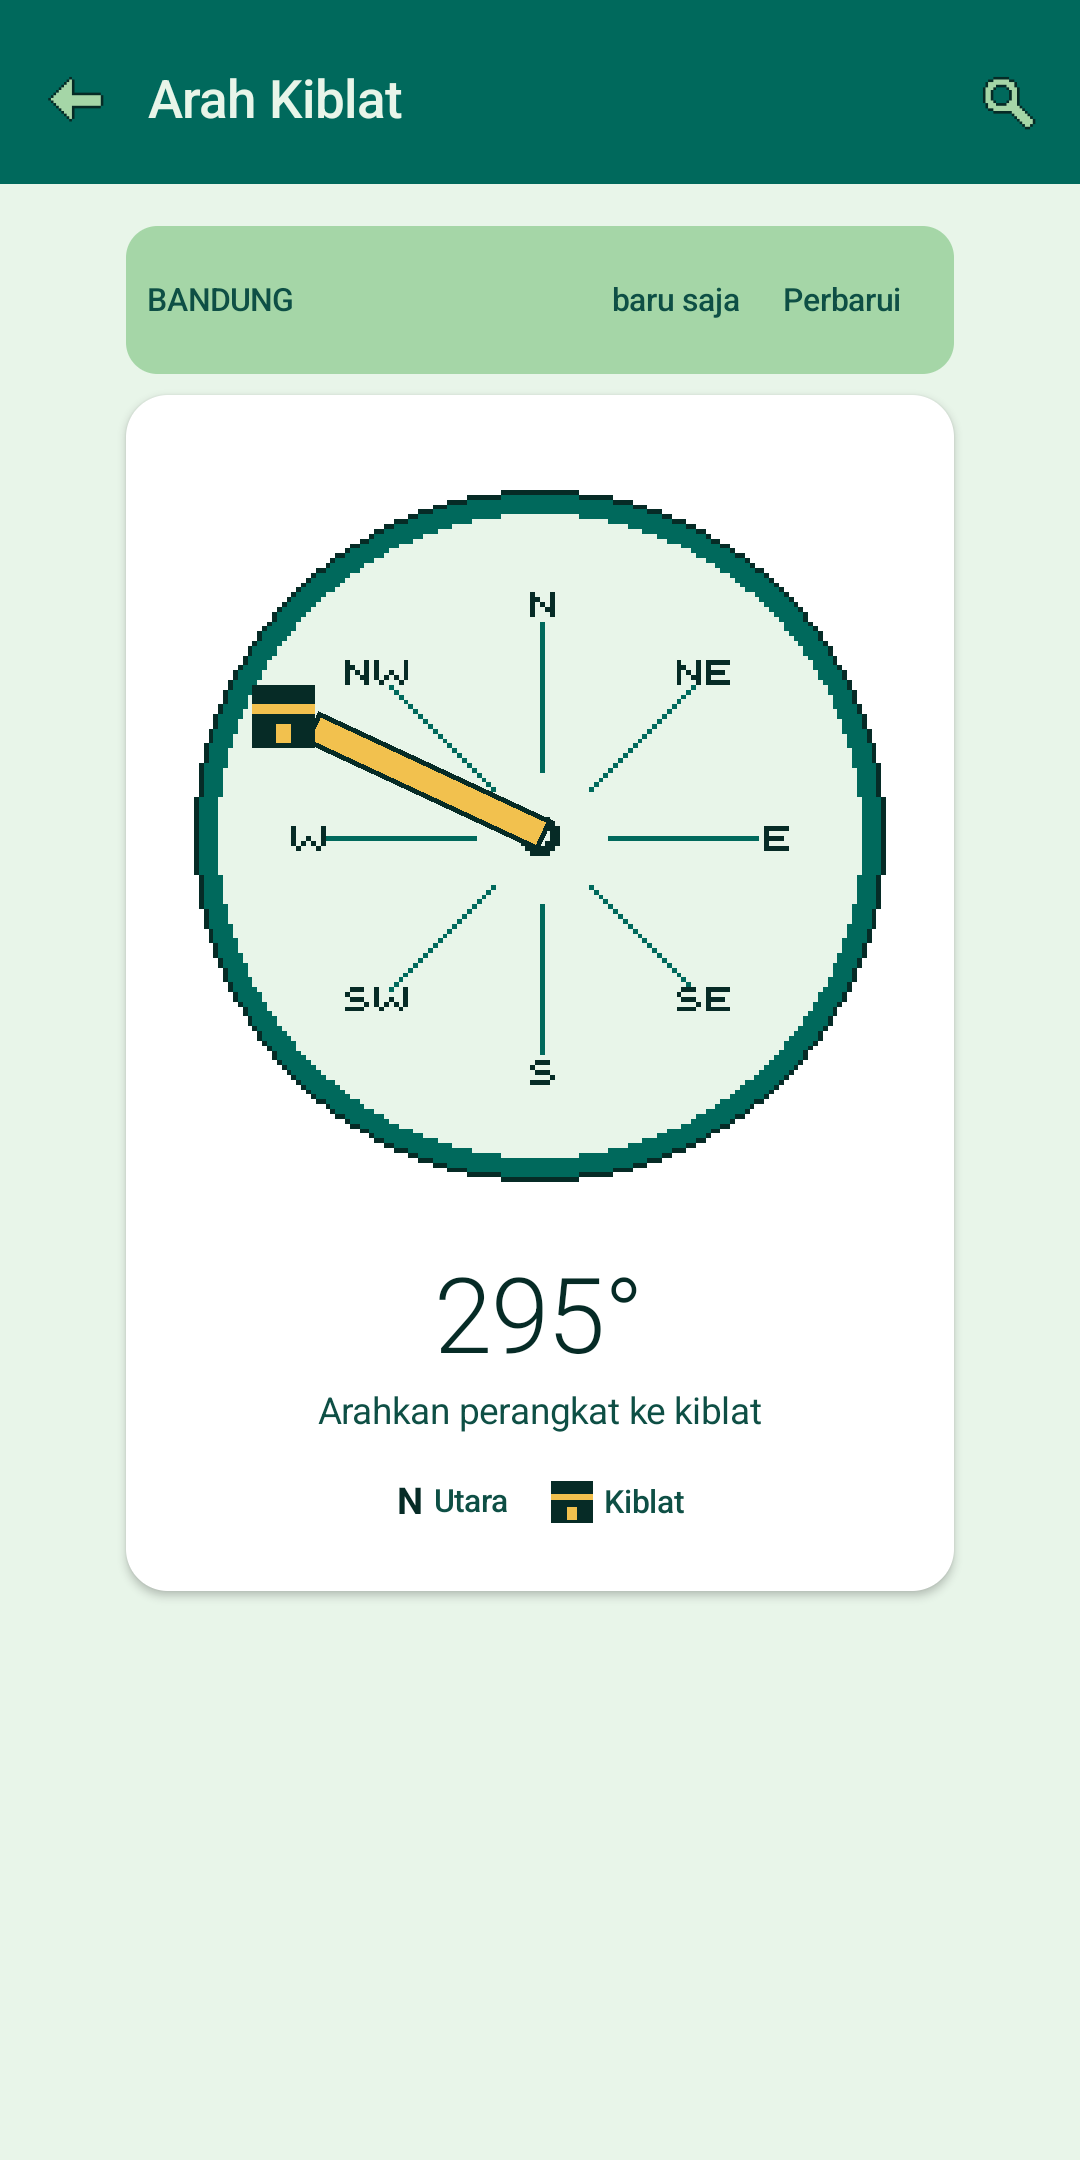 Arah Kiblat
BANDUNG baru saja Perbarui
N
NW NE
W E
SW SE
S
295°
Arahkan perangkat ke kiblat
N Utara Kiblat